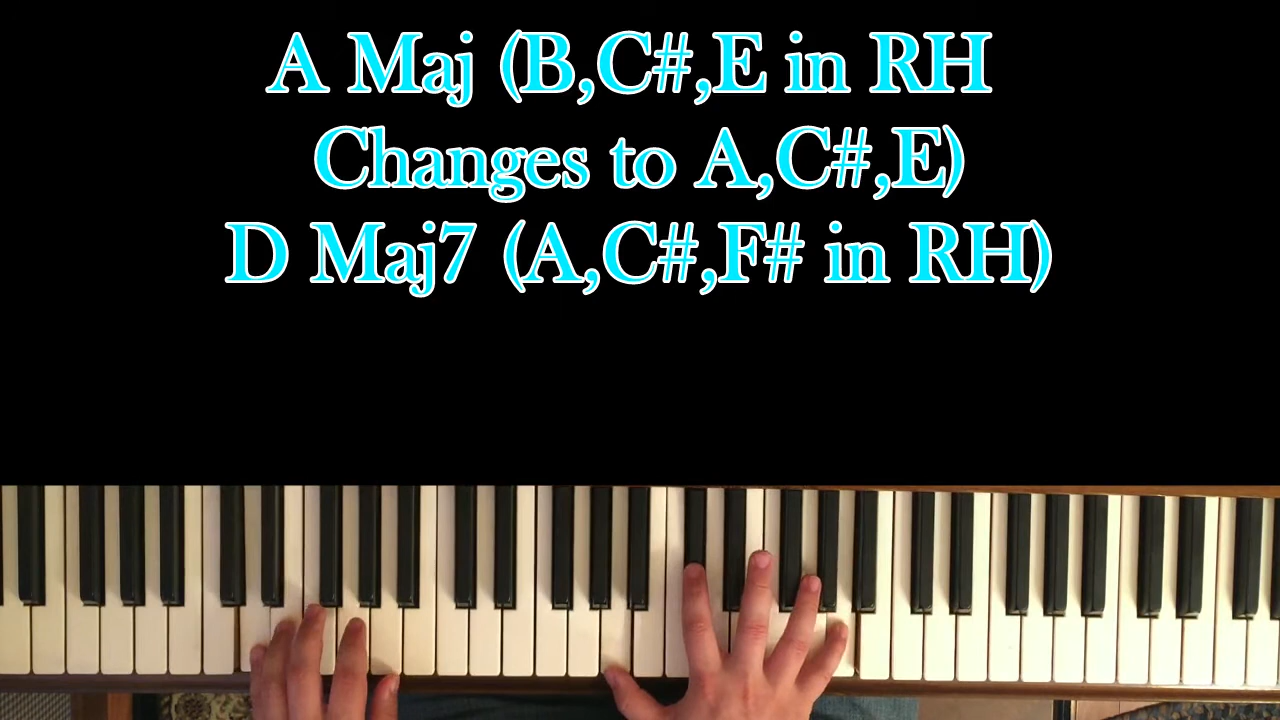 A Maj (B,C#,E in RH
Changes to A,C#,E)
D Maj7 (A,C#,F# in RH)